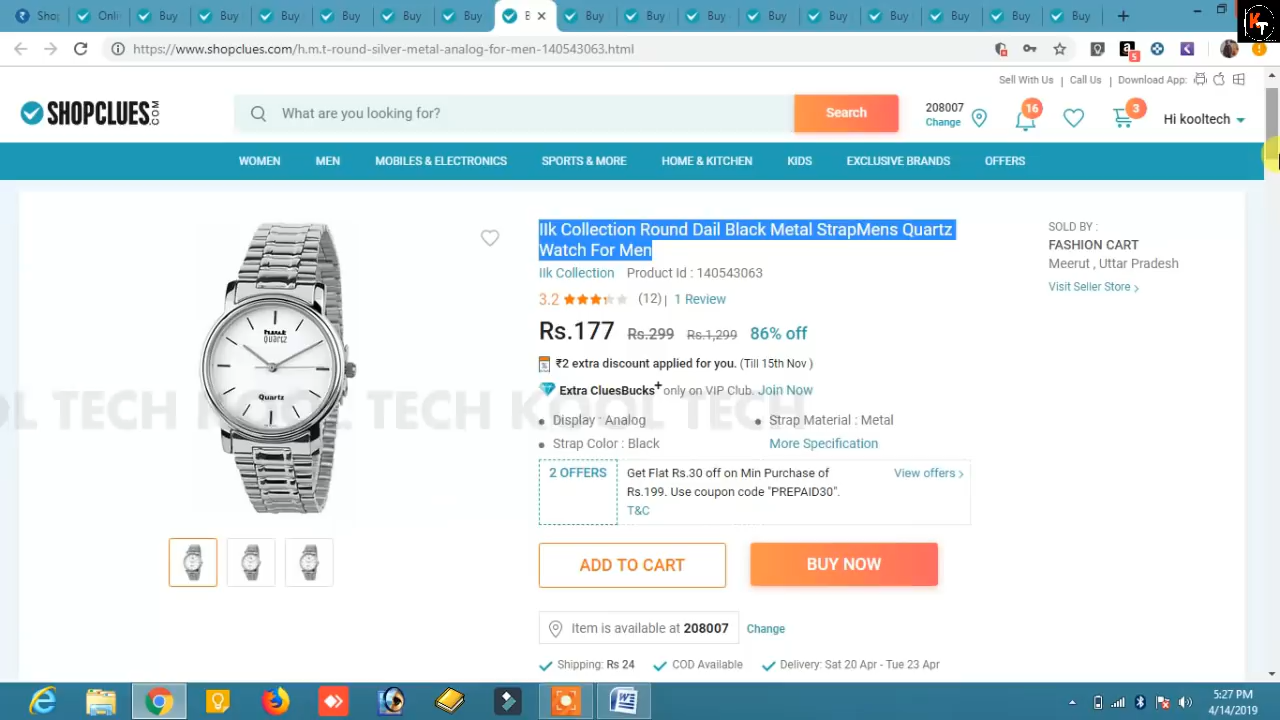 Shop
Onli
Buy
Buy
Buy
Buy
Buy
Buy
B
Buy
Buy
Buy
Buy
Buy
Buy
Buy
Buy
Buy
KT
https://www.shopclues.com/h.m.t-round-silver-metal-analog-for-men-140543063.html
5
Sell With Us | Call Us | Download App:
SHOPCLUES.COM
What are you looking for?
Search
208007
Change
16
3
Hi kooltech
WOMEN MEN MOBILES & ELECTRONICS SPORTS & MORE HOME & KITCHEN KIDS EXCLUSIVE BRANDS OFFERS
IIk Collection Round Dail Black Metal StrapMens Quartz
Watch For Men
IIk Collection Product Id : 140543063
3.2 (12) | 1 Review
Rs.177 Rs.299 Rs.1,299 86% off
₹2 extra discount applied for you. (Till 15th Nov )
Extra CluesBucks+ only on VIP Club. Join Now
Display : Analog
Strap Material : Metal
Strap Color : Black
More Specification
2 OFFERS
Get Flat Rs.30 off on Min Purchase of
Rs.199. Use coupon code "PREPAID30".
T&C
View offers >
ADD TO CART
BUY NOW
Item is available at 208007
Change
Shipping: Rs 24
COD Available
Delivery: Sat 20 Apr - Tue 23 Apr
SOLD BY :
FASHION CART
Meerut , Uttar Pradesh
Visit Seller Store >
hmt
quartz
Quartz
OL TECH KOOL TECH KOOL TECH
5:27 PM
4/14/2019